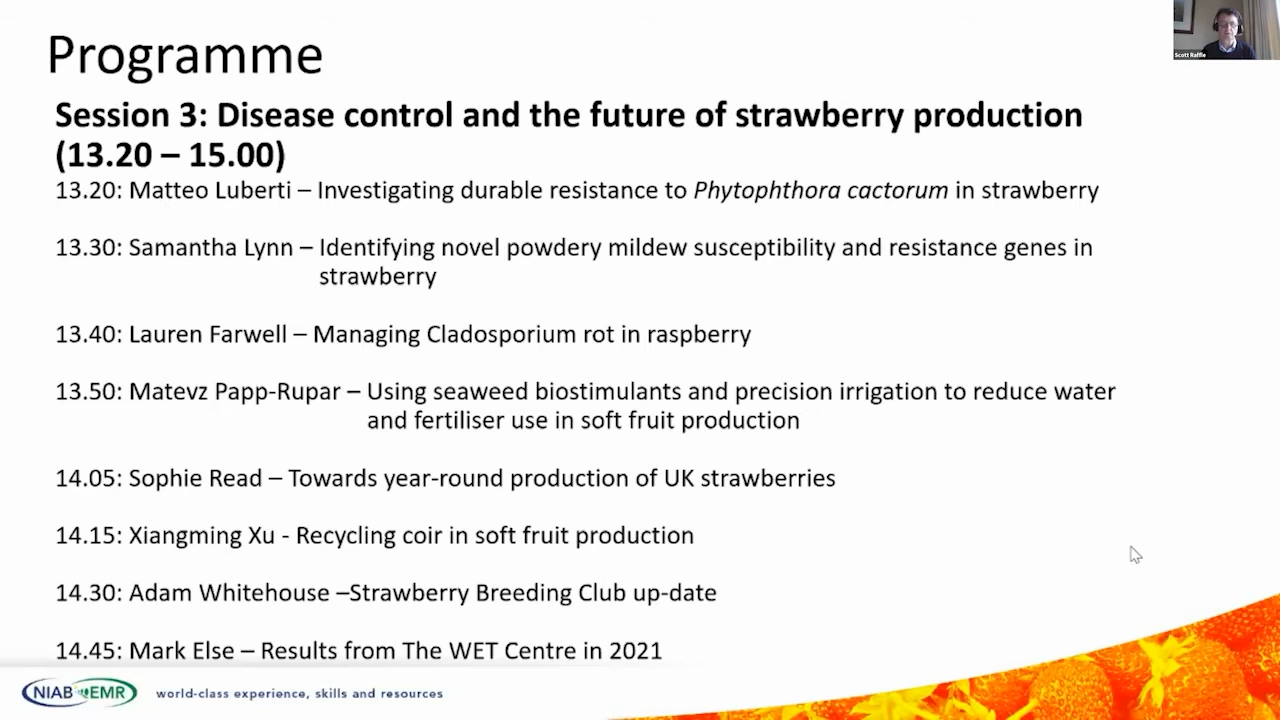 Programme
Scott Raffle
Session 3: Disease control and the future of strawberry production
(13.20 – 15.00)
13.20: Matteo Luberti – Investigating durable resistance to Phytophthora cactorum in strawberry
13.30: Samantha Lynn – Identifying novel powdery mildew susceptibility and resistance genes in
strawberry
13.40: Lauren Farwell – Managing Cladosporium rot in raspberry
13.50: Matevz Papp-Rupar – Using seaweed biostimulants and precision irrigation to reduce water
and fertiliser use in soft fruit production
14.05: Sophie Read – Towards year-round production of UK strawberries
14.15: Xiangming Xu - Recycling coir in soft fruit production
14.30: Adam Whitehouse –Strawberry Breeding Club up-date
14.45: Mark Else – Results from The WET Centre in 2021
NIAB EMR world-class experience, skills and resources